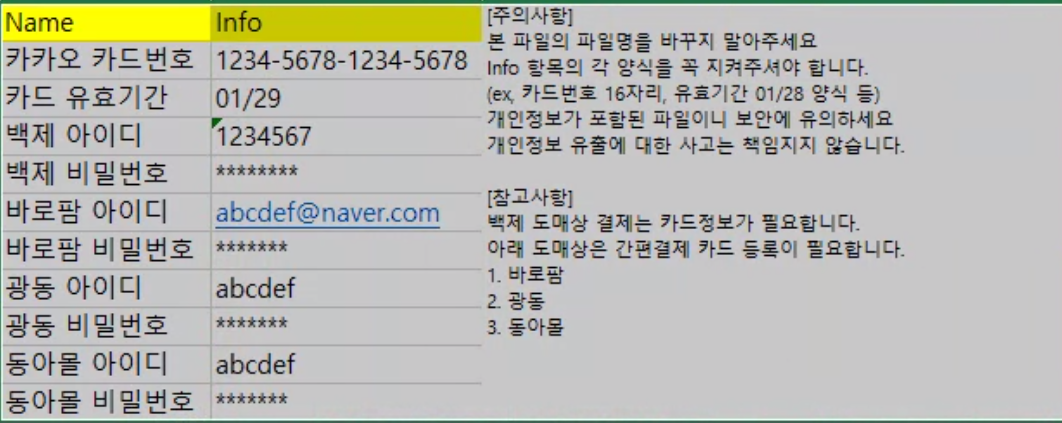 Name Info
카카오 카드번호 1234-5678-1234-5678
카드 유효기간 01/29
백제 아이디 1234567
백제 비밀번호 ********
바로팜 아이디 abcdef@naver.com
바로팜 비밀번호 *******
광동 아이디 abcdef
광동 비밀번호 *******
동아몰 아이디 abcdef
동아몰 비밀번호 *******
[주의사항]
본 파일의 파일명을 바꾸지 말아주세요
Info 항목의 각 양식을 꼭 지켜주셔야 합니다.
(ex, 카드번호 16자리, 유효기간 01/28 양식 등)
개인정보가 포함된 파일이니 보안에 유의하세요
개인정보 유출에 대한 사고는 책임지지 않습니다.
[참고사항]
백제 도매상 결제는 카드정보가 필요합니다.
아래 도매상은 간편결제 카드 등록이 필요합니다.
1. 바로팜
2. 광동
3. 동아몰